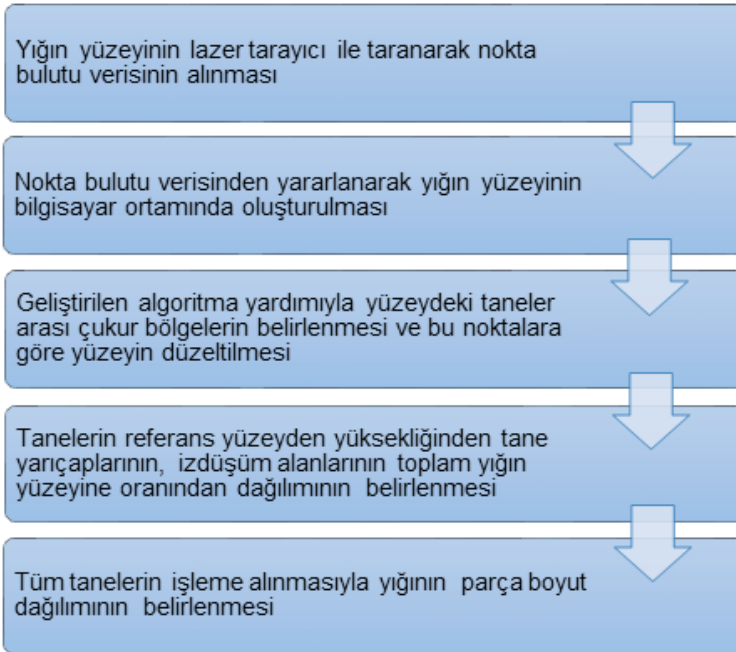 Yığın yüzeyinin lazer tarayıcı ile taranarak nokta
bulutu verisinin alınması
Nokta bulutu verisinden yararlanarak yığın yüzeyinin
bilgisayar ortamında oluşturulması
Geliştirilen algoritma yardımıyla yüzeydeki taneler
arası çukur bölgelerin belirlenmesi ve bu noktalara
göre yüzeyin düzeltilmesi
Tanelerin referans yüzeyden yüksekliğinden tane
yarıçaplarının, izdüşüm alanlarının toplam yığın
yüzeyine oranından dağılımının belirlenmesi
Tüm tanelerin işleme alınmasıyla yığının parça boyut
dağılımının belirlenmesi